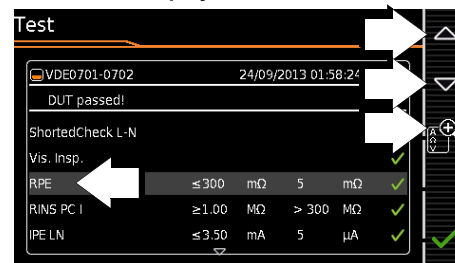 Test
VDE0701-0702 24/09/2013 01:58:24
DUT passed!
ShortedCheck L-N
Vis. Insp.
RPE ≤300 mΩ 5 mΩ
RINS PC I ≥1.00 MΩ > 300 MΩ
IPE LN ≤3.50 mA 5 µA
A
Ω
V